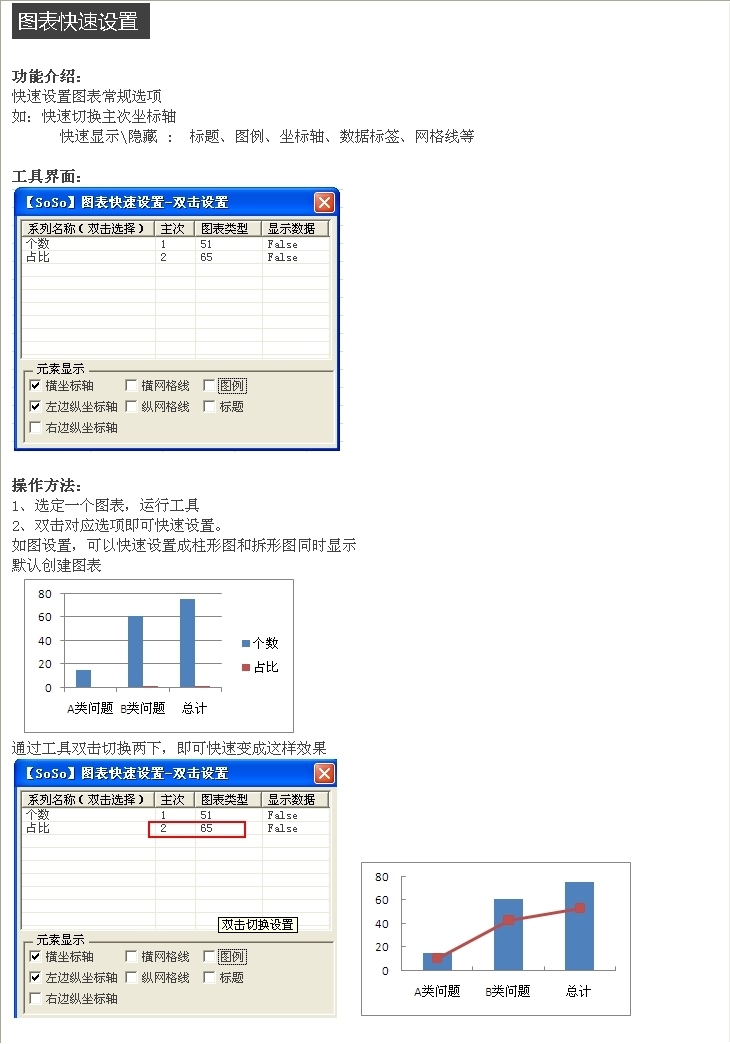 图表快速设置
功能介绍:
快速设置图表常规选项
如: 快速切换主次坐标轴
快速显示\隐藏 : 标题、图例、坐标轴、数据标签、网格线等
工具界面:
【SoSo】图表快速设置-双击设置
系列名称(双击选择) 主次 图表类型 显示数据
个数 1 51 False
占比 2 65 False
元素显示
横坐标轴 横网格线 图例
左边纵坐标轴 纵网格线 标题
右边纵坐标轴
操作方法:
1、选定一个图表，运行工具
2、双击对应选项即可快速设置。
如图设置，可以快速设置成柱形图和拆形图同时显示
默认创建图表
80
60
40
20
0
个数
占比
A类问题 B类问题 总计
通过工具双击切换两下，即可快速变成这样效果
【SoSo】图表快速设置-双击设置
系列名称(双击选择) 主次 图表类型 显示数据
个数 1 51 False
占比 2 65 False
双击切换设置
元素显示
横坐标轴 横网格线 图例
左边纵坐标轴 纵网格线 标题
右边纵坐标轴
80
60
40
20
0
A类问题 B类问题 总计